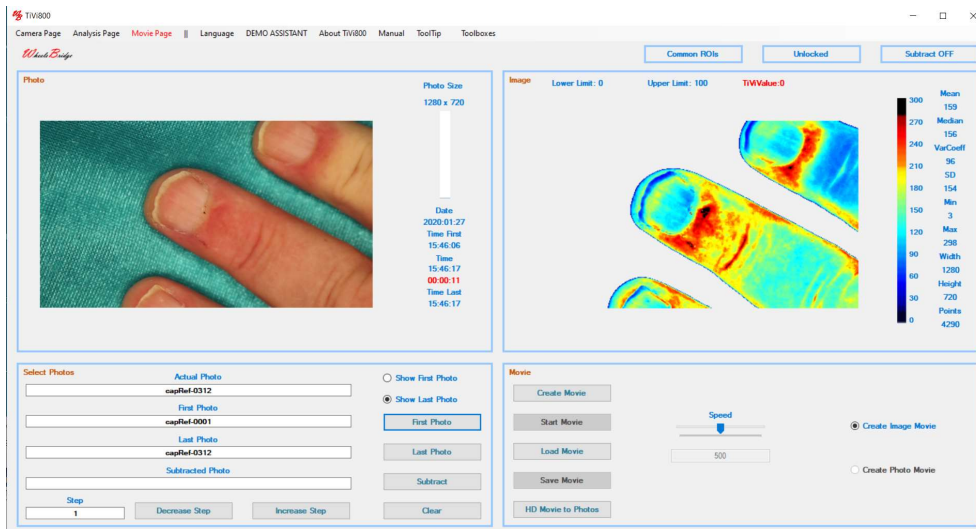 TiVi800
Camera Page Analysis Page Movie Page || Language DEMO ASSISTANT About TiVi800 Manual ToolTip Toolboxes
WheelsBridge
Common ROIs Unlocked Subtract OFF
Photo
Photo Size
1280 x 720
Date
2020:01:27
Time First
15:46:06
Time
15:46:17
00:00:11
Time Last
15:46:17
Image Lower Limit: 0 Upper Limit: 100 TiViValue:0
300
270
240
210
180
150
120
90
60
30
0
Mean
159
Median
156
VarCoeff
96
SD
154
Min
3
Max
298
Width
1280
Height
720
Points
4290
Select Photos
Actual Photo
capRef-0312
First Photo
capRef-0001
Last Photo
capRef-0312
Subtracted Photo
Step
1
Decrease Step Increase Step
Show First Photo
Show Last Photo
First Photo
Last Photo
Subtract
Clear
Movie
Create Movie
Start Movie
Load Movie
Save Movie
HD Movie to Photos
Speed
500
Create Image Movie
Create Photo Movie